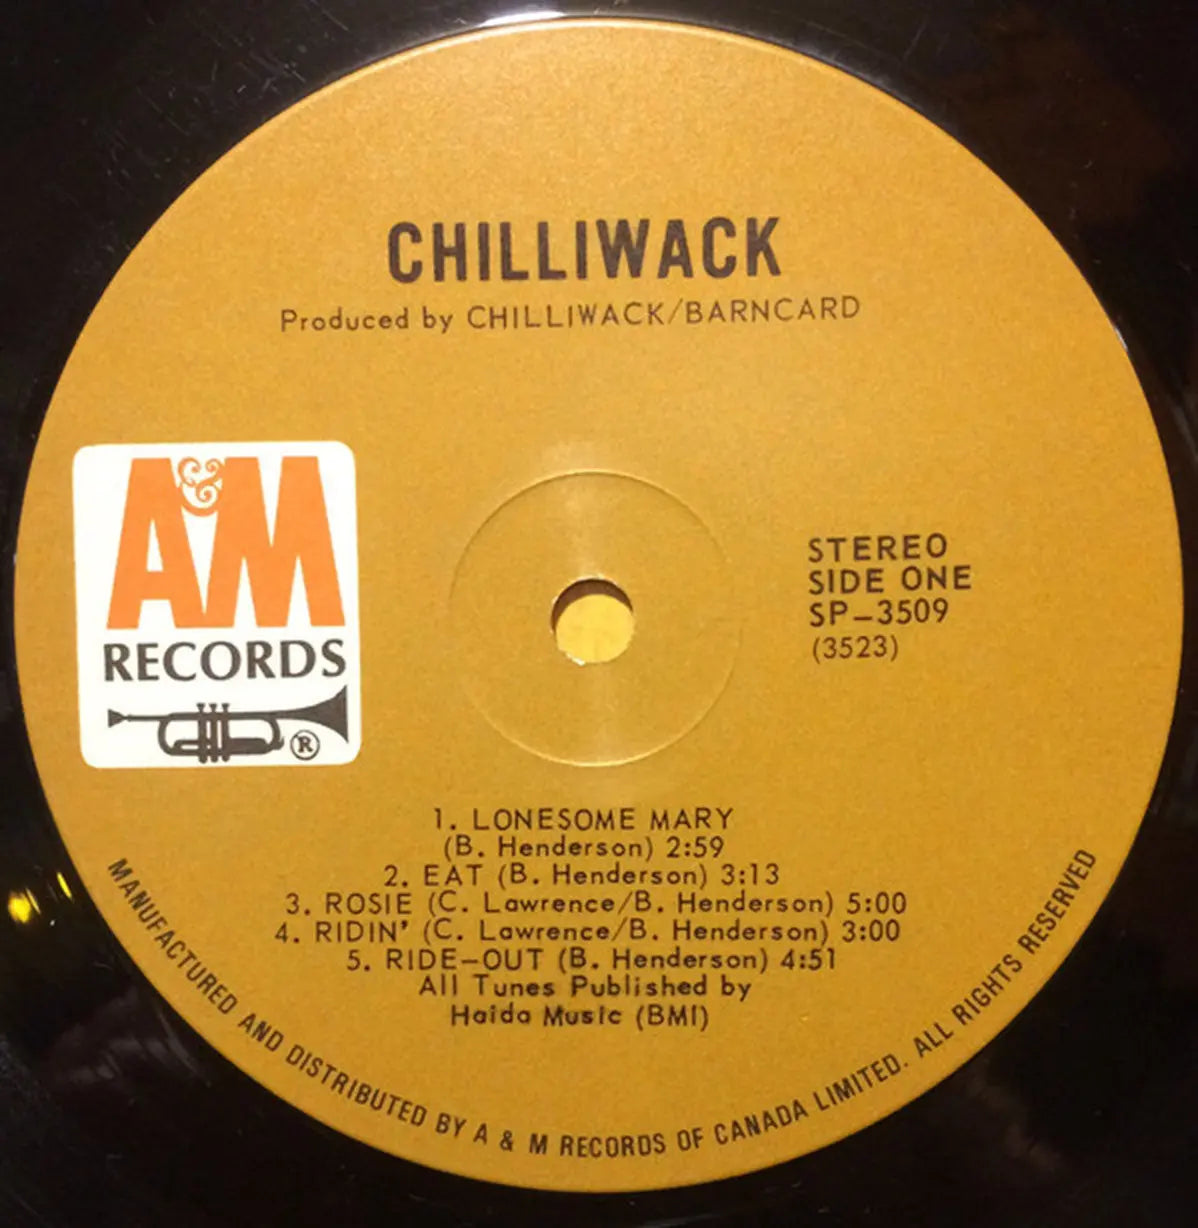 CHILLIWACK
Produced by CHILLIWACK/BARNCARD
A&M
RECORDS
®
STEREO
SIDE ONE
SP-3509
(3523)
1. LONESOME MARY
(B. Henderson) 2:59
2. EAT (B. Henderson) 3:13
3. ROSIE (C. Lawrence/B. Henderson) 5:00
4. RIDIN' (C. Lawrence/B. Henderson) 3:00
5. RIDE-OUT (B. Henderson) 4:51
All Tunes Published by
Haida Music (BMI)
MANUFACTURED AND DISTRIBUTED BY A & M RECORDS OF CANADA LIMITED. ALL RIGHTS RESERVED